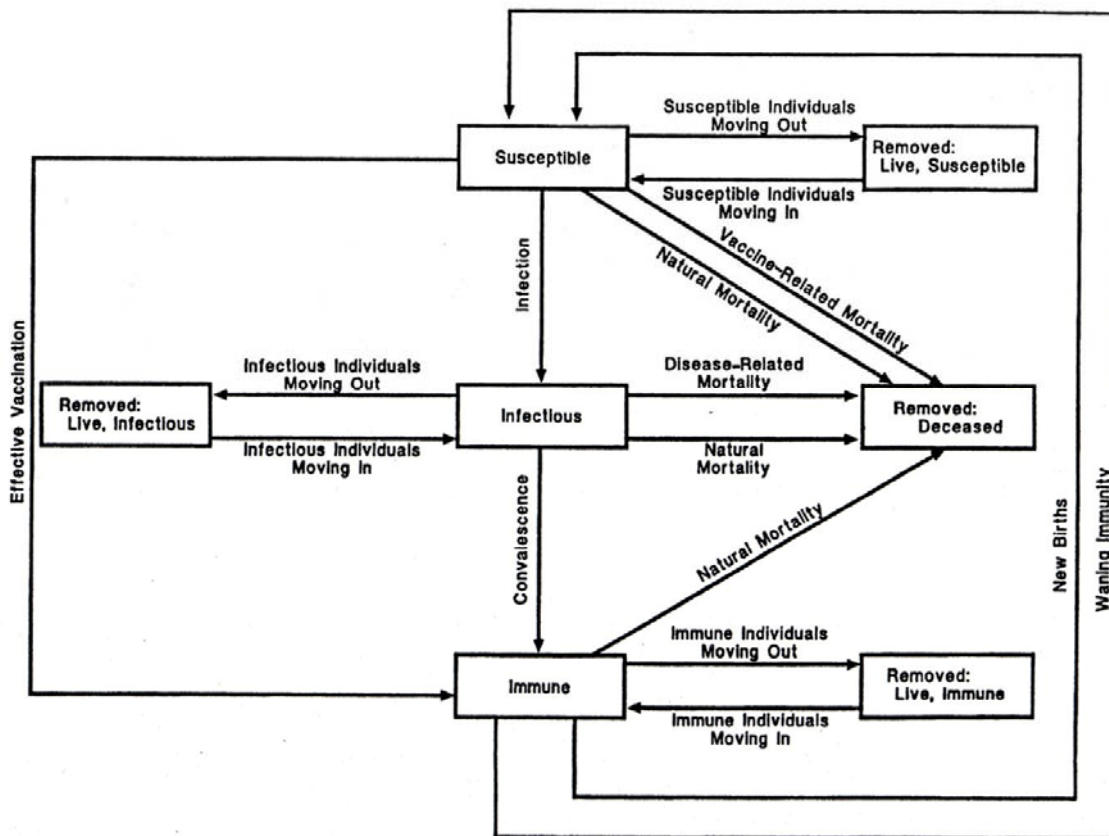 Susceptible Individuals
Moving Out
Susceptible
Removed:
Live, Susceptible
Susceptible Individuals
Moving In
Infection
Natural Mortality
Vaccine-Related Mortality
Effective Vaccination
Infectious Individuals
Moving Out
Disease-Related
Mortality
Removed:
Live, Infectious
Infectious
Removed:
Deceased
Infectious Individuals
Moving In
Natural
Mortality
Convalescence
Natural Mortality
New Births
Waning Immunity
Immune Individuals
Moving Out
Immune
Removed:
Live, Immune
Immune Individuals
Moving In